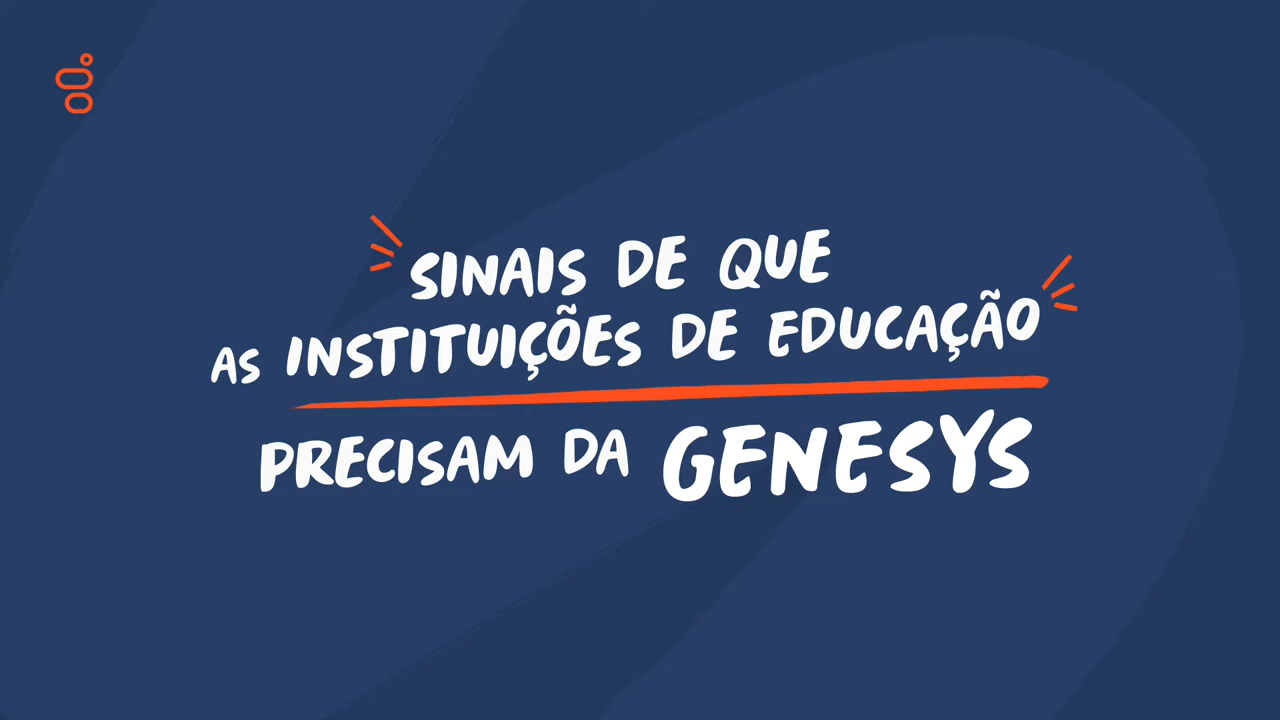 SINAIS DE QUE
AS INSTITUIÇÕES DE EDUCAÇÃO
PRECISAM DA GENESYS